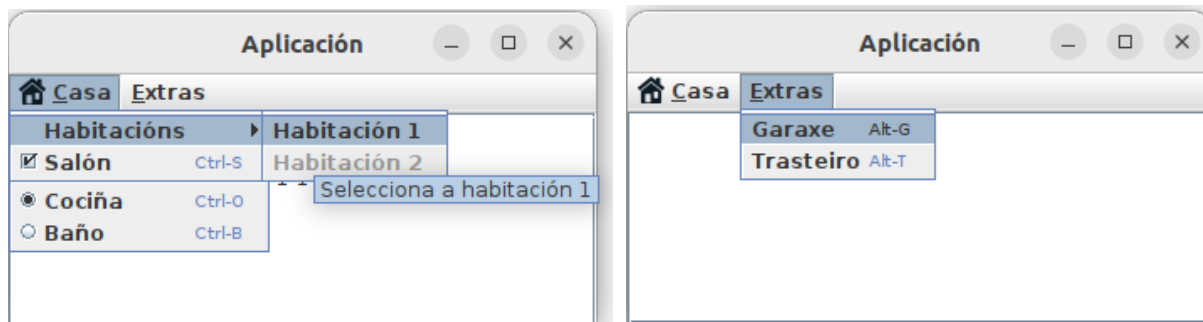 Aplicación
Casa Extras
Habitacións Habitación 1
Salón Ctrl-S Habitación 2
Selecciona a habitación 1
Cociña Ctrl-O
Baño Ctrl-B
Aplicación
Casa Extras
Garaxe Alt-G
Trasteiro Alt-T